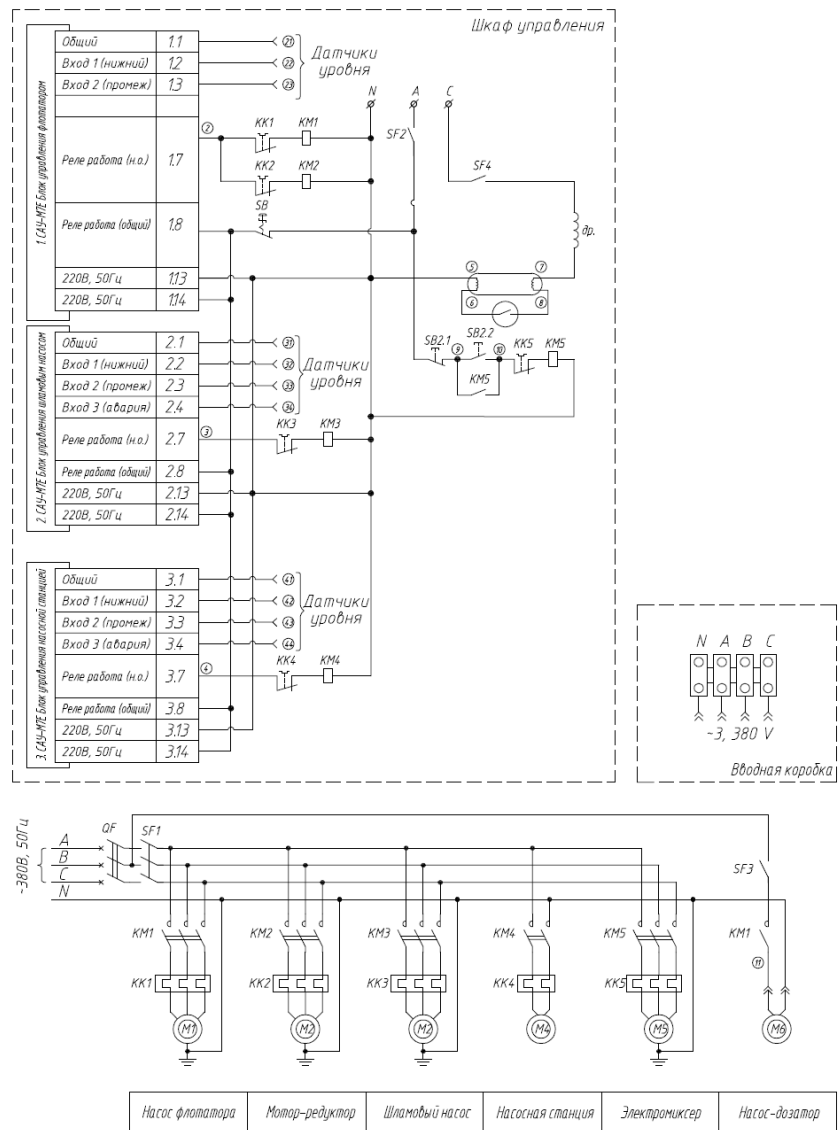 Шкаф управления
1. САУ-М7Е Блок управления флотатором
Общий 1.1 21
Вход 1 (нижний) 1.2 22
Вход 2 (промеж) 1.3 23
Датчики
уровня
Реле работа (н.о.) 1.7 2
KK1 KM1
KK2 KM2
SB
Реле работа (общий) 1.8
220В, 50Гц 1.13
220В, 50Гц 1.14
N A C
SF2
SF4
др.
5 7
6 8
SB2.1 9 SB2.2 10 KK5 KM5
KM5
2. САУ-М7Е Блок управления шламовым насосом
Общий 2.1 31
Вход 1 (нижний) 2.2 32
Вход 2 (промеж) 2.3 33
Вход 3 (авария) 2.4 34
Датчики
уровня
Реле работа (н.о.) 2.7 3
KK3 KM3
Реле работа (общий) 2.8
220В, 50Гц 2.13
220В, 50Гц 2.14
3. САУ-М7Е Блок управления насосной станцией
Общий 3.1 41
Вход 1 (нижний) 3.2 42
Вход 2 (промеж) 3.3 43
Вход 3 (авария) 3.4 44
Датчики
уровня
Реле работа (н.о.) 3.7 4
KK4 KM4
Реле работа (общий) 3.8
220В, 50Гц 3.13
220В, 50Гц 3.14
N A B C
~3, 380 V
Вводная коробка
~380В, 50Гц
A
B
C
N
QF SF1
SF3
KM1 KM2 KM3 KM4 KM5 KM1
11
KK1 KK2 KK3 KK4 KK5
M1 M2 M2 M4 M5 M6
Насос флотатора Мотор-редуктор Шламовый насос Насосная станция Электромиксер Насос-дозатор